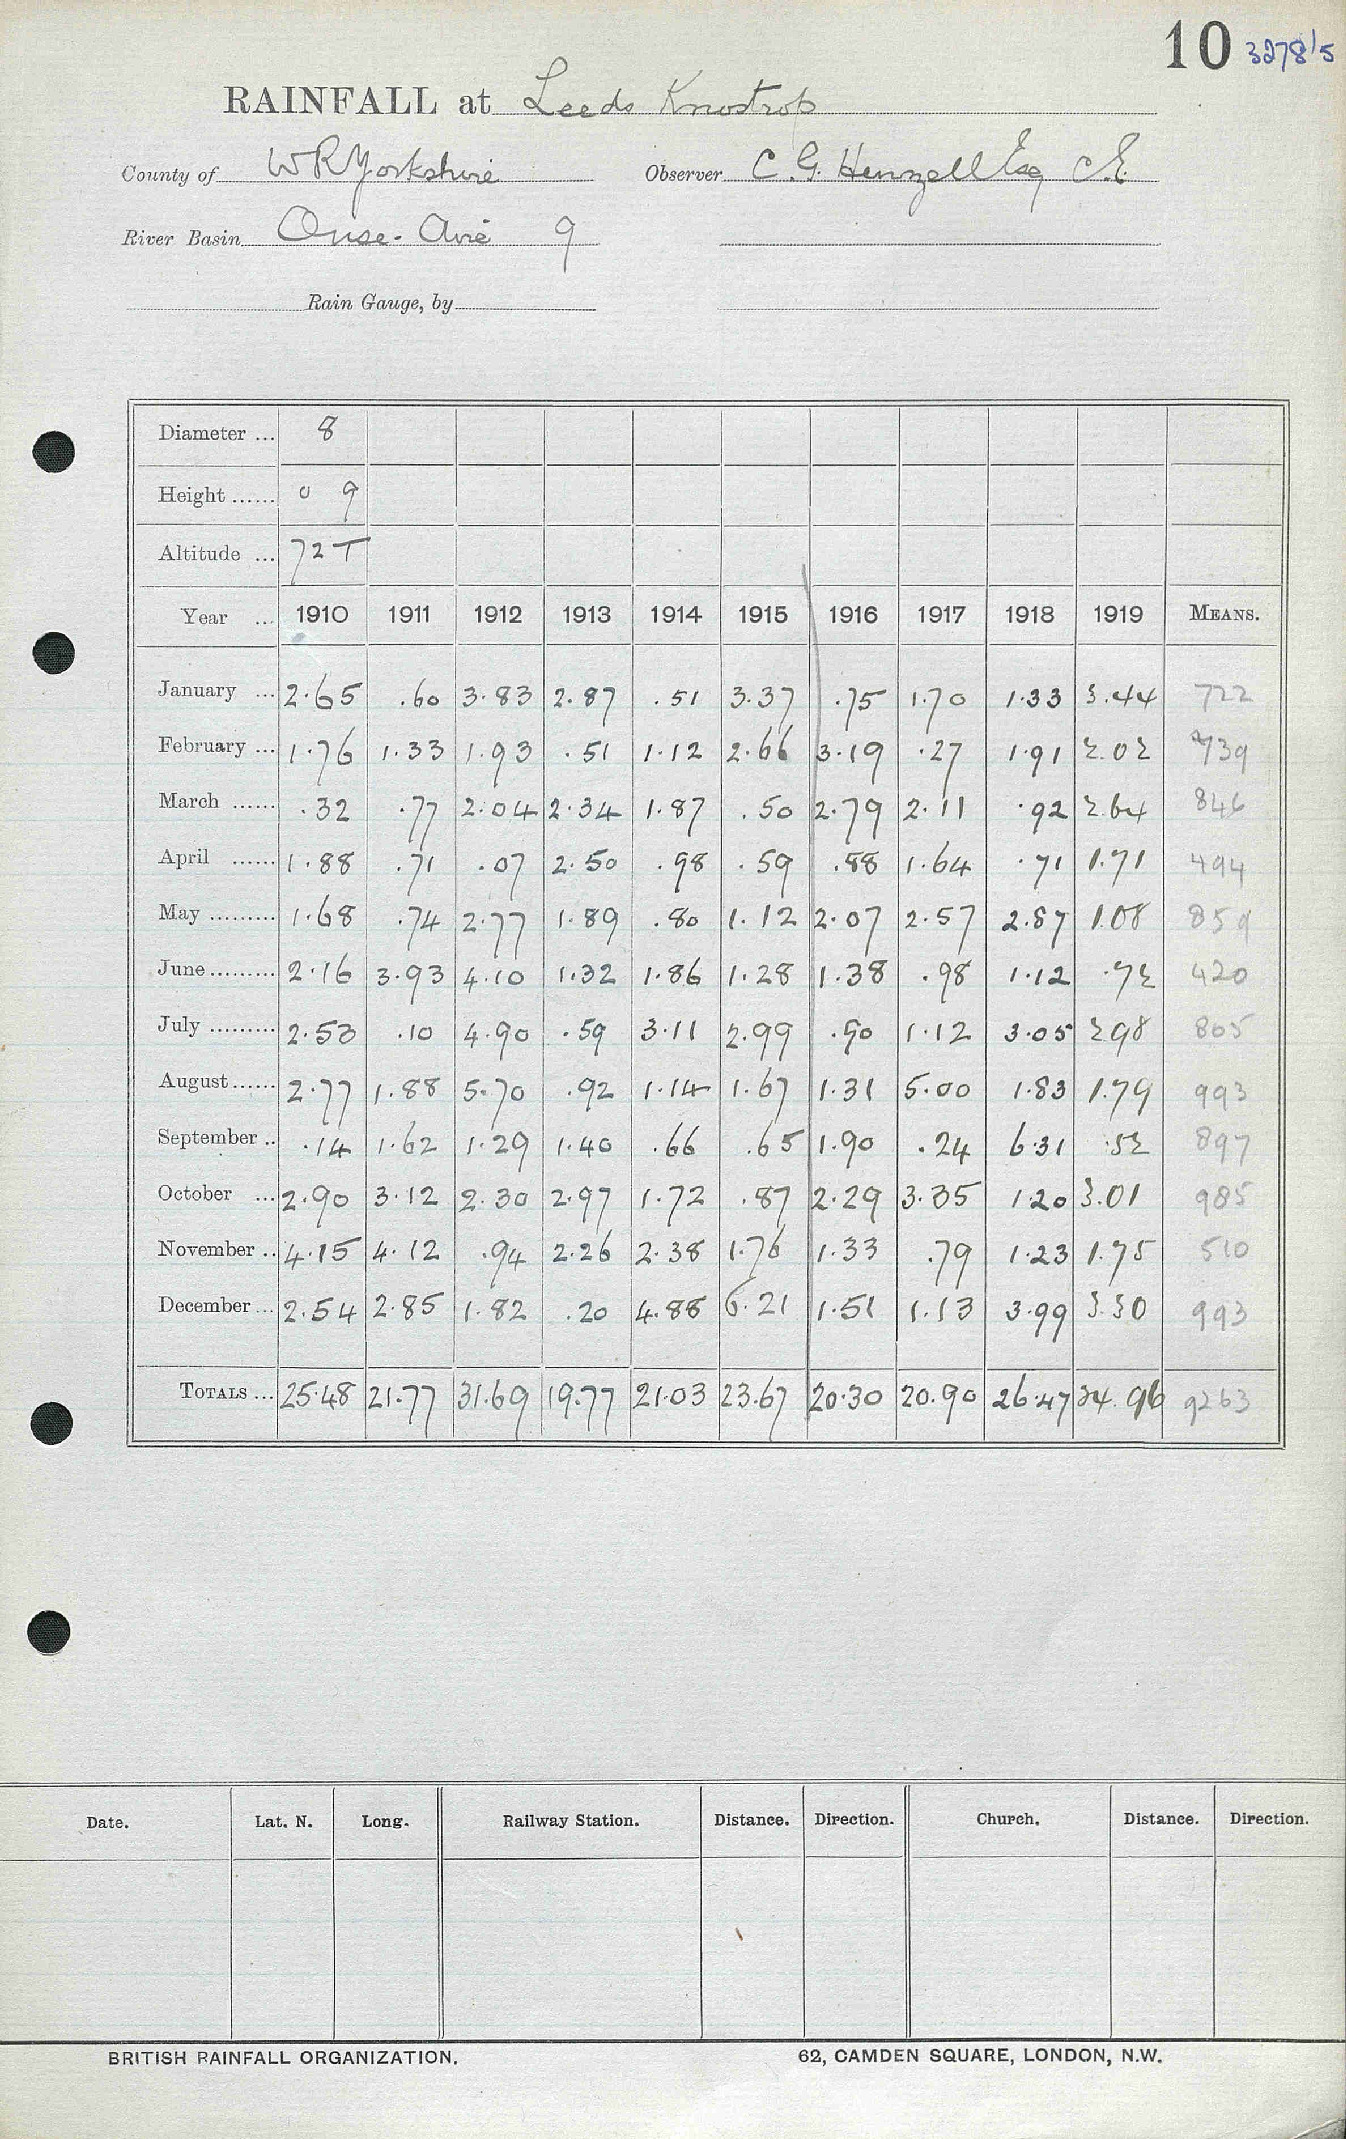 10 3278/5
RAINFALL at Leeds Knostrop
County of W R Yorkshire Observer C. G. Henzell Esq C.E.
River Basin Ouse - Aire 9
Rain Gauge, by
Diameter ... 8
Height ...... 0 9
Altitude ... 72 T
Year ... 1910 1911 1912 1913 1914 1915 1916 1917 1918 1919 MEANS.
January ... 2.65 .60 3.83 2.87 .51 3.37 .75 1.70 1.33 3.44 722
February ... 1.76 1.33 1.93 .51 1.12 2.66 3.19 .27 1.91 2.02 739
March ...... .32 .77 2.04 2.34 1.87 .50 2.79 2.11 .92 2.64 846
April ...... 1.88 .71 .07 2.50 .98 .59 .88 1.64 .71 1.71 494
May ......... 1.68 .74 2.77 1.89 .80 1.12 2.07 2.57 2.87 1.08 859
June ......... 2.16 3.93 4.10 1.32 1.86 1.28 1.38 .98 1.12 .72 420
July ......... 2.53 .10 4.90 .59 3.11 2.99 .90 1.12 3.05 2.98 805
August ...... 2.77 1.88 5.70 .92 1.14 1.67 1.31 5.00 1.83 1.79 993
September .. .14 1.62 1.29 1.40 .66 .65 1.90 .24 6.31 .52 897
October ... 2.90 3.12 2.30 2.97 1.72 .87 2.29 3.35 1.20 3.01 985
November .. 4.15 4.12 .94 2.26 2.38 1.76 1.33 .79 1.23 1.75 510
December ... 2.54 2.85 1.82 .20 4.88 6.21 1.51 1.13 3.99 3.30 993
TOTALS ... 25.48 21.77 31.69 19.77 21.03 23.67 20.30 20.90 26.47 24.96 9263
Date. Lat. N. Long. Railway Station. Distance. Direction. Church. Distance. Direction.
BRITISH RAINFALL ORGANIZATION. 62, CAMDEN SQUARE, LONDON, N.W.